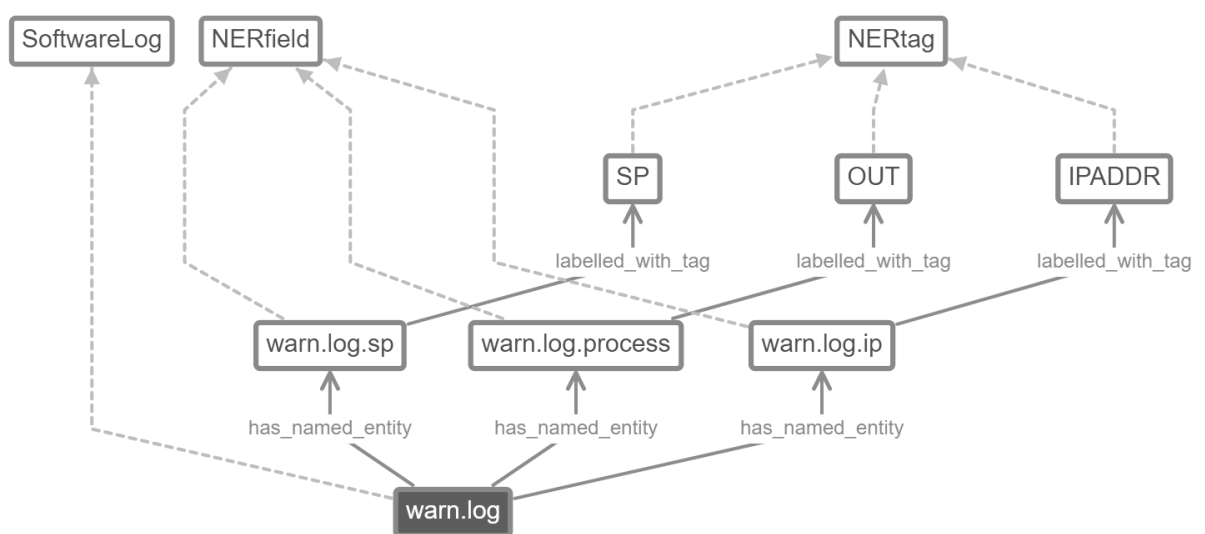 SoftwareLog NERfield NERtag
SP OUT IPADDR
labelled_with_tag labelled_with_tag labelled_with_tag
warn.log.sp warn.log.process warn.log.ip
has_named_entity has_named_entity has_named_entity
warn.log